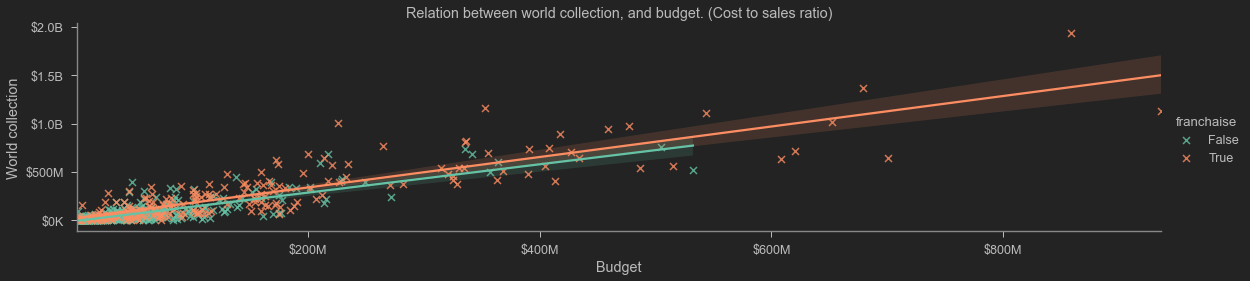 Relation between world collection, and budget. (Cost to sales ratio)
$2.0B
$1.5B
$1.0B
$500M
$0K
World collection
$200M
$400M
$600M
$800M
Budget
franchaise
False
True